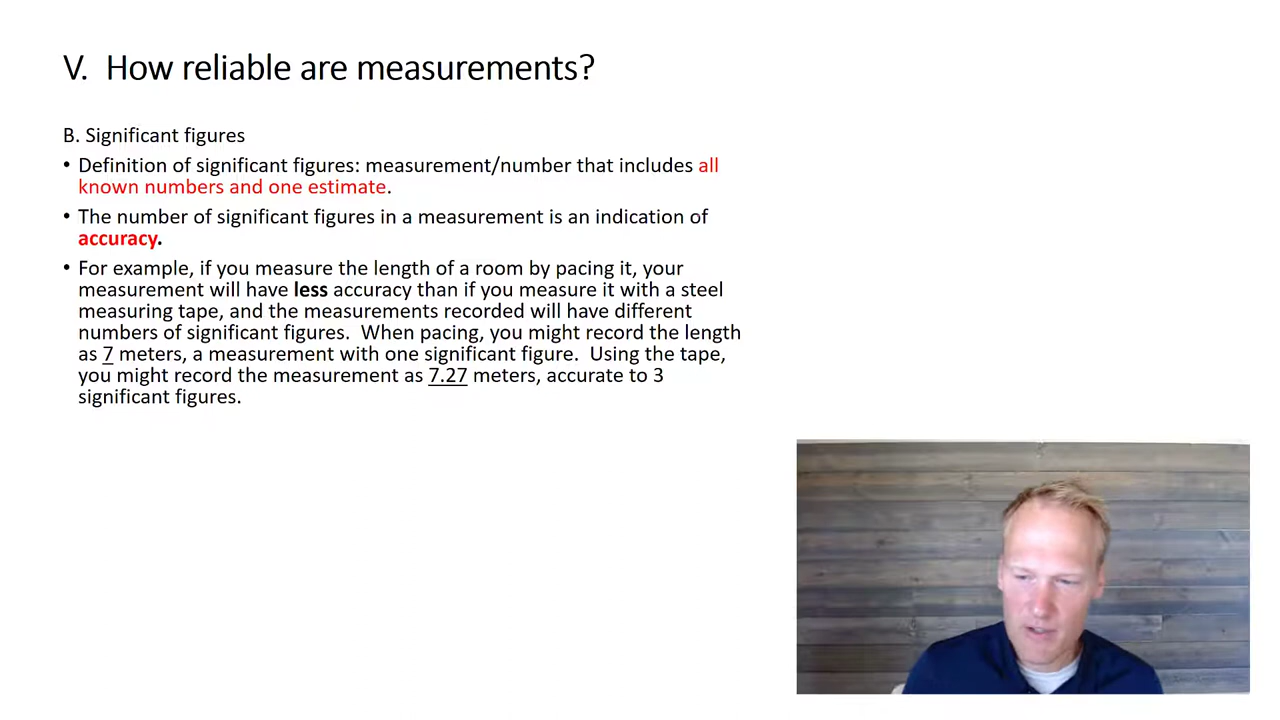 V. How reliable are measurements?
B. Significant figures
• Definition of significant figures: measurement/number that includes all
known numbers and one estimate.
• The number of significant figures in a measurement is an indication of
accuracy.
• For example, if you measure the length of a room by pacing it, your
measurement will have less accuracy than if you measure it with a steel
measuring tape, and the measurements recorded will have different
numbers of significant figures. When pacing, you might record the length
as 7 meters, a measurement with one significant figure. Using the tape,
you might record the measurement as 7.27 meters, accurate to 3
significant figures.